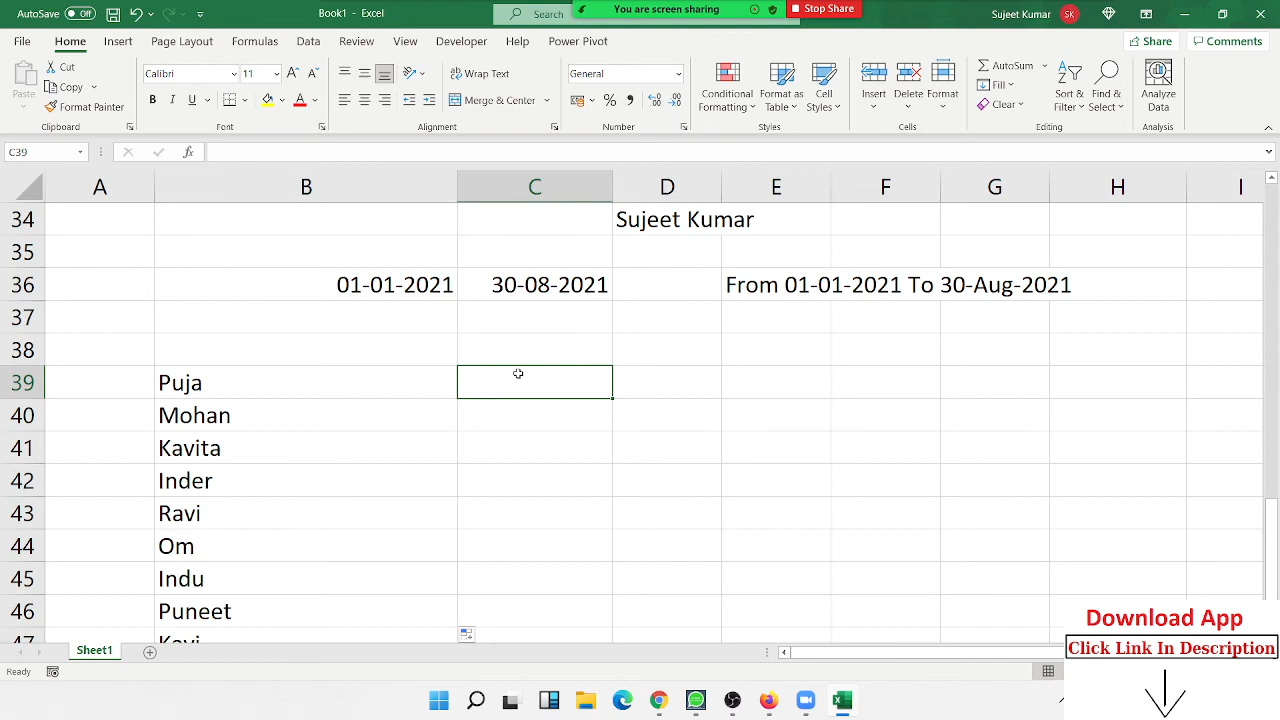 AutoSave Off Book1 - Excel Search You are screen sharing Stop Share Sujeet Kumar SK
File Home Insert Page Layout Formulas Data Review View Developer Help Power Pivot Share Comments
Paste Cut Copy Format Painter Calibri 11 B I U A Wrap Text Merge & Center General Conditional Formatting Format as Table Cell Styles Insert Delete Format AutoSum Fill Clear Sort & Filter Find & Select Analyze Data
Clipboard Font Alignment Number Styles Cells Editing Analysis
C39 fx
A B C D E F G H I
34 Sujeet Kumar
35
36 01-01-2021 30-08-2021 From 01-01-2021 To 30-Aug-2021
37
38
39 Puja
40 Mohan
41 Kavita
42 Inder
43 Ravi
44 Om
45 Indu
46 Puneet
47 Kavi
Sheet1
Ready
Download App
Click Link In Description